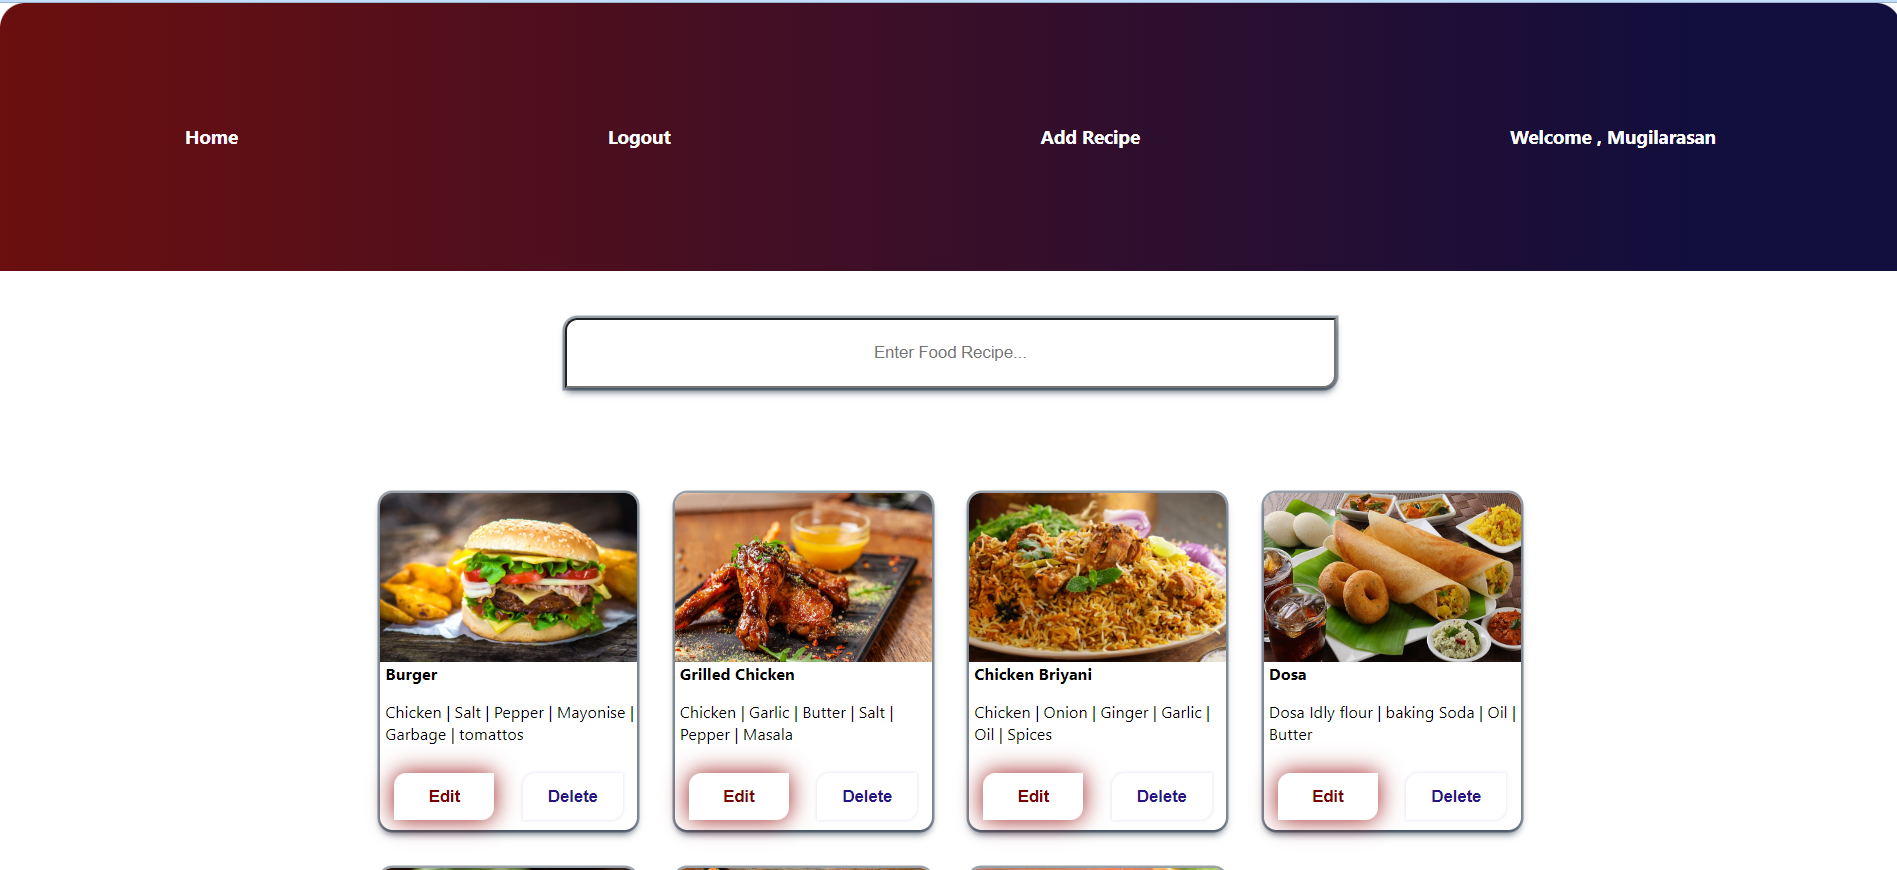 Home Logout Add Recipe Welcome , Mugilarasan
Enter Food Recipe...
Burger
Chicken | Salt | Pepper | Mayonise |
Garbage | tomattos
Edit Delete
Grilled Chicken
Chicken | Garlic | Butter | Salt |
Pepper | Masala
Edit Delete
Chicken Briyani
Chicken | Onion | Ginger | Garlic |
Oil | Spices
Edit Delete
Dosa
Dosa Idly flour | baking Soda | Oil |
Butter
Edit Delete